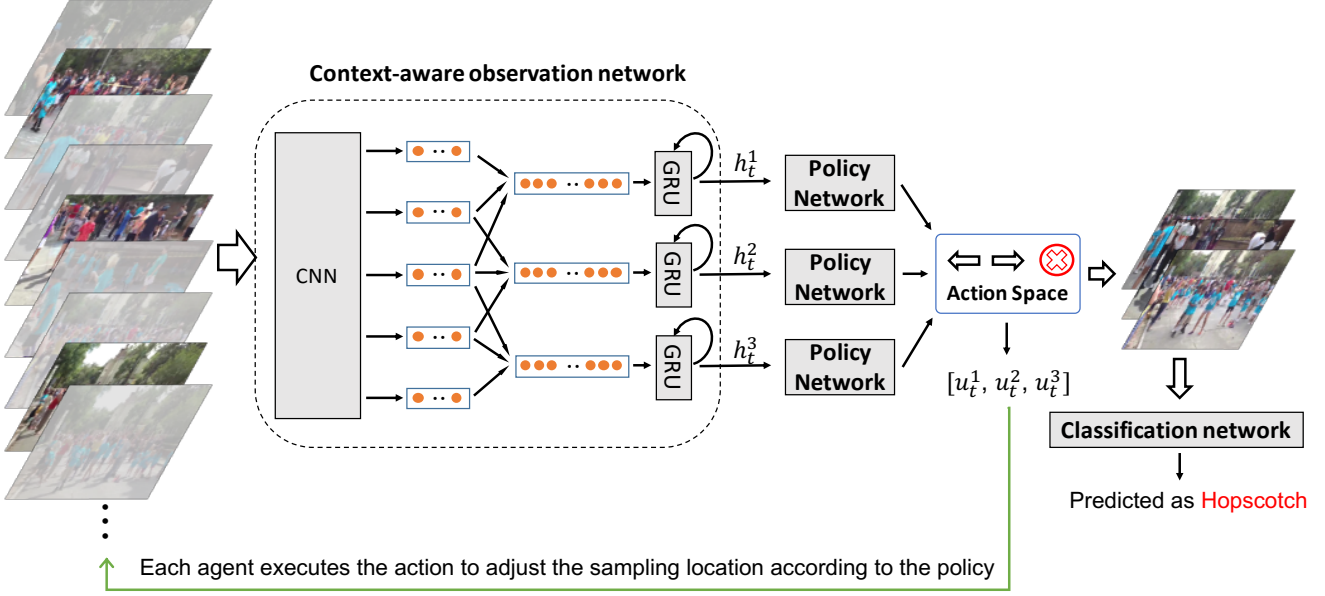 Context-aware observation network
CNN
GRU
GRU
GRU
h_t^1
h_t^2
h_t^3
Policy
Network
Policy
Network
Policy
Network
Action Space
[u_t^1, u_t^2, u_t^3]
Classification network
Predicted as Hopscotch
Each agent executes the action to adjust the sampling location according to the policy